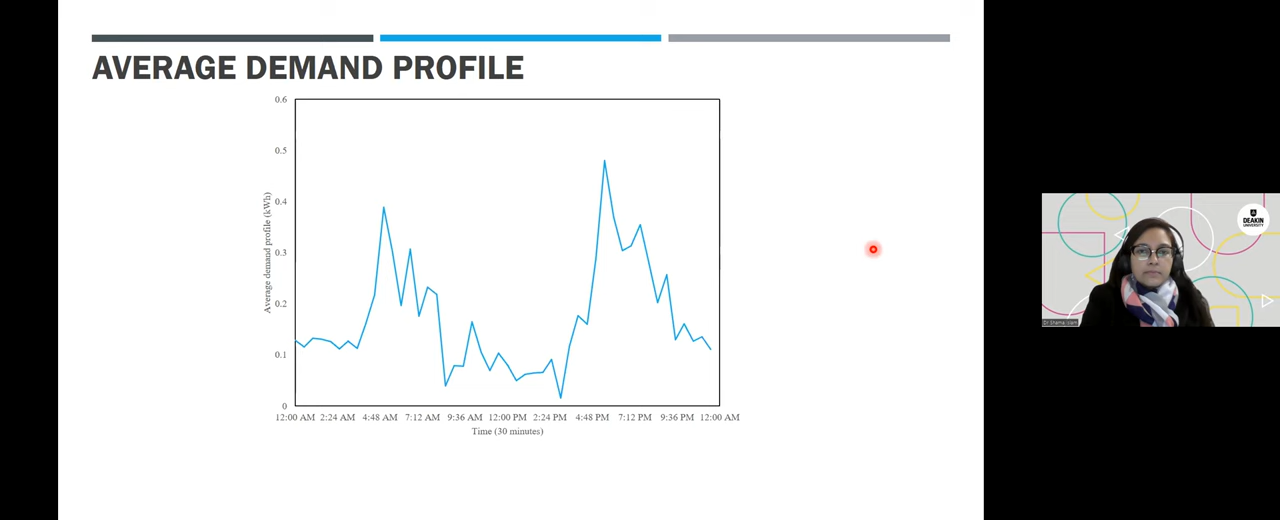 AVERAGE DEMAND PROFILE
0.6
0.5
0.4
0.3
0.2
0.1
0
Average demand profile (kWh)
12:00 AM 2:24 AM 4:48 AM 7:12 AM 9:36 AM 12:00 PM 2:24 PM 4:48 PM 7:12 PM 9:36 PM 12:00 AM
Time (30 minutes)
DEAKIN
UNIVERSITY